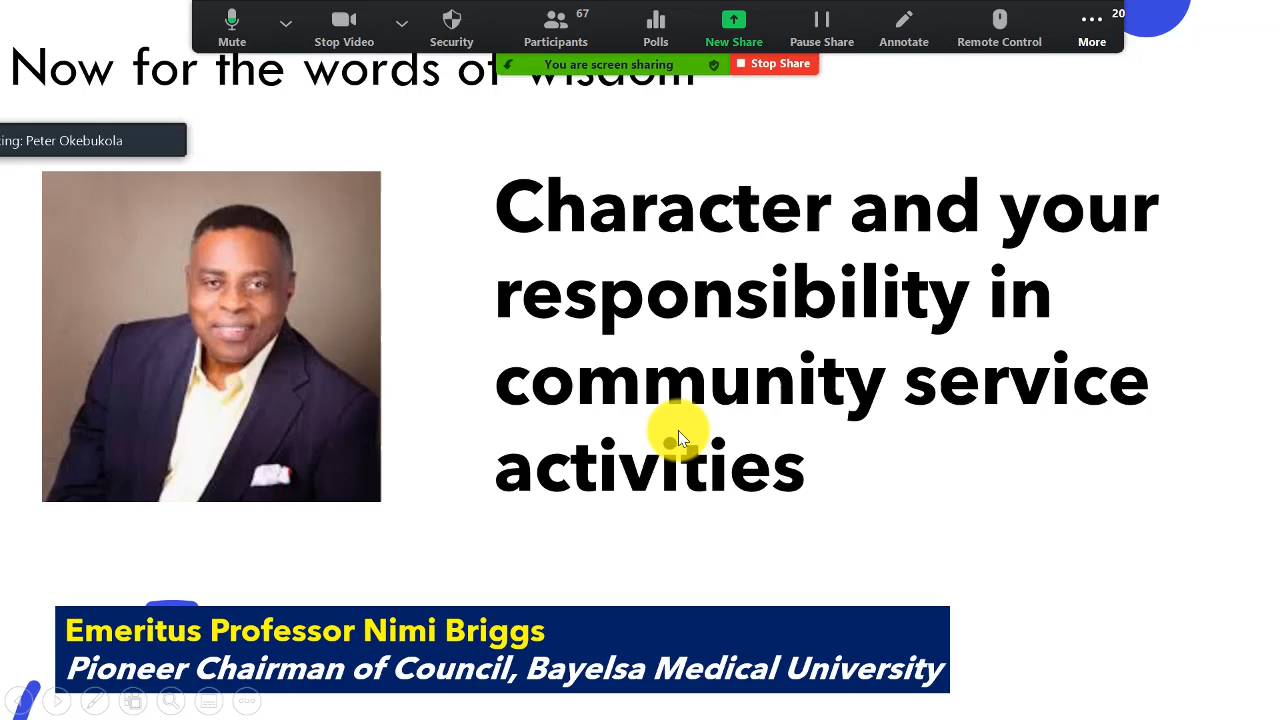 Mute
Stop Video
Security
Participants
67
Polls
New Share
Pause Share
Annotate
Remote Control
20
More
You are screen sharing
Stop Share
Now for the words of wisdom
ing: Peter Okebukola
Character and your
responsibility in
community service
activities
Emeritus Professor Nimi Briggs
Pioneer Chairman of Council, Bayelsa Medical University